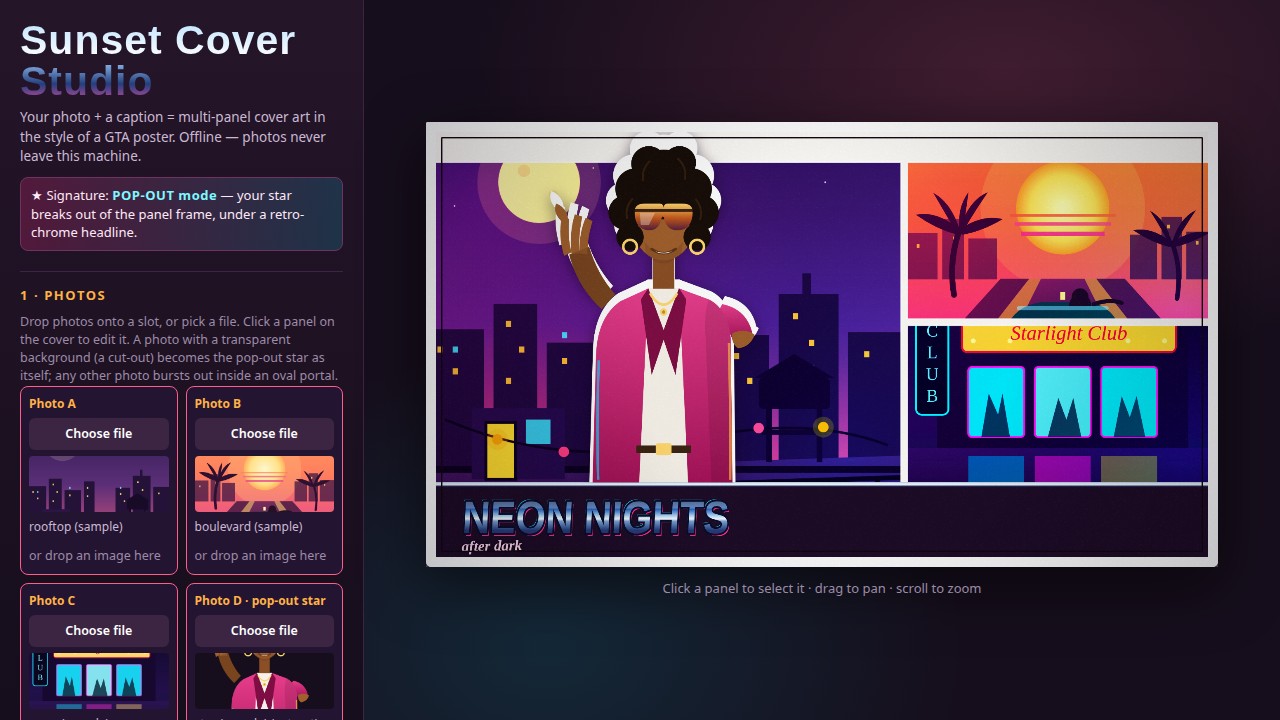 Sunset Cover
Studio
Your photo + a caption = multi-panel cover art in
the style of a GTA poster. Offline — photos never
leave this machine.
★ Signature: POP-OUT mode — your star
breaks out of the panel frame, under a retro-
chrome headline.
1 · PHOTOS
Drop photos onto a slot, or pick a file. Click a panel on
the cover to edit it. A photo with a transparent
background (a cut-out) becomes the pop-out star as
itself; any other photo bursts out inside an oval portal.
Photo A
Choose file
rooftop (sample)
or drop an image here
Photo B
Choose file
boulevard (sample)
or drop an image here
Photo C
Choose file
L
U
B
Photo D · pop-out star
Choose file
C
L
U
B
Starlight Club
NEON NIGHTS
after dark
Click a panel to select it · drag to pan · scroll to zoom